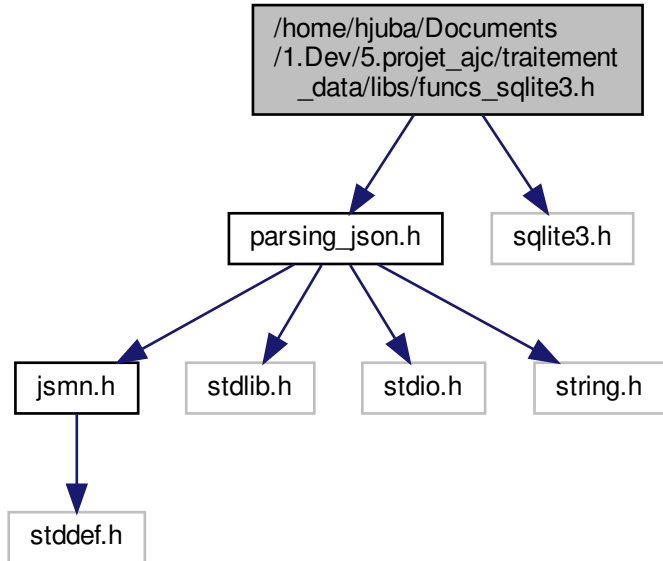 /home/hjuba/Documents
/1.Dev/5.projet_ajc/traitement
_data/libs/funcs_sqlite3.h
parsing_json.h
sqlite3.h
jsmn.h
stdlib.h
stdio.h
string.h
stddef.h